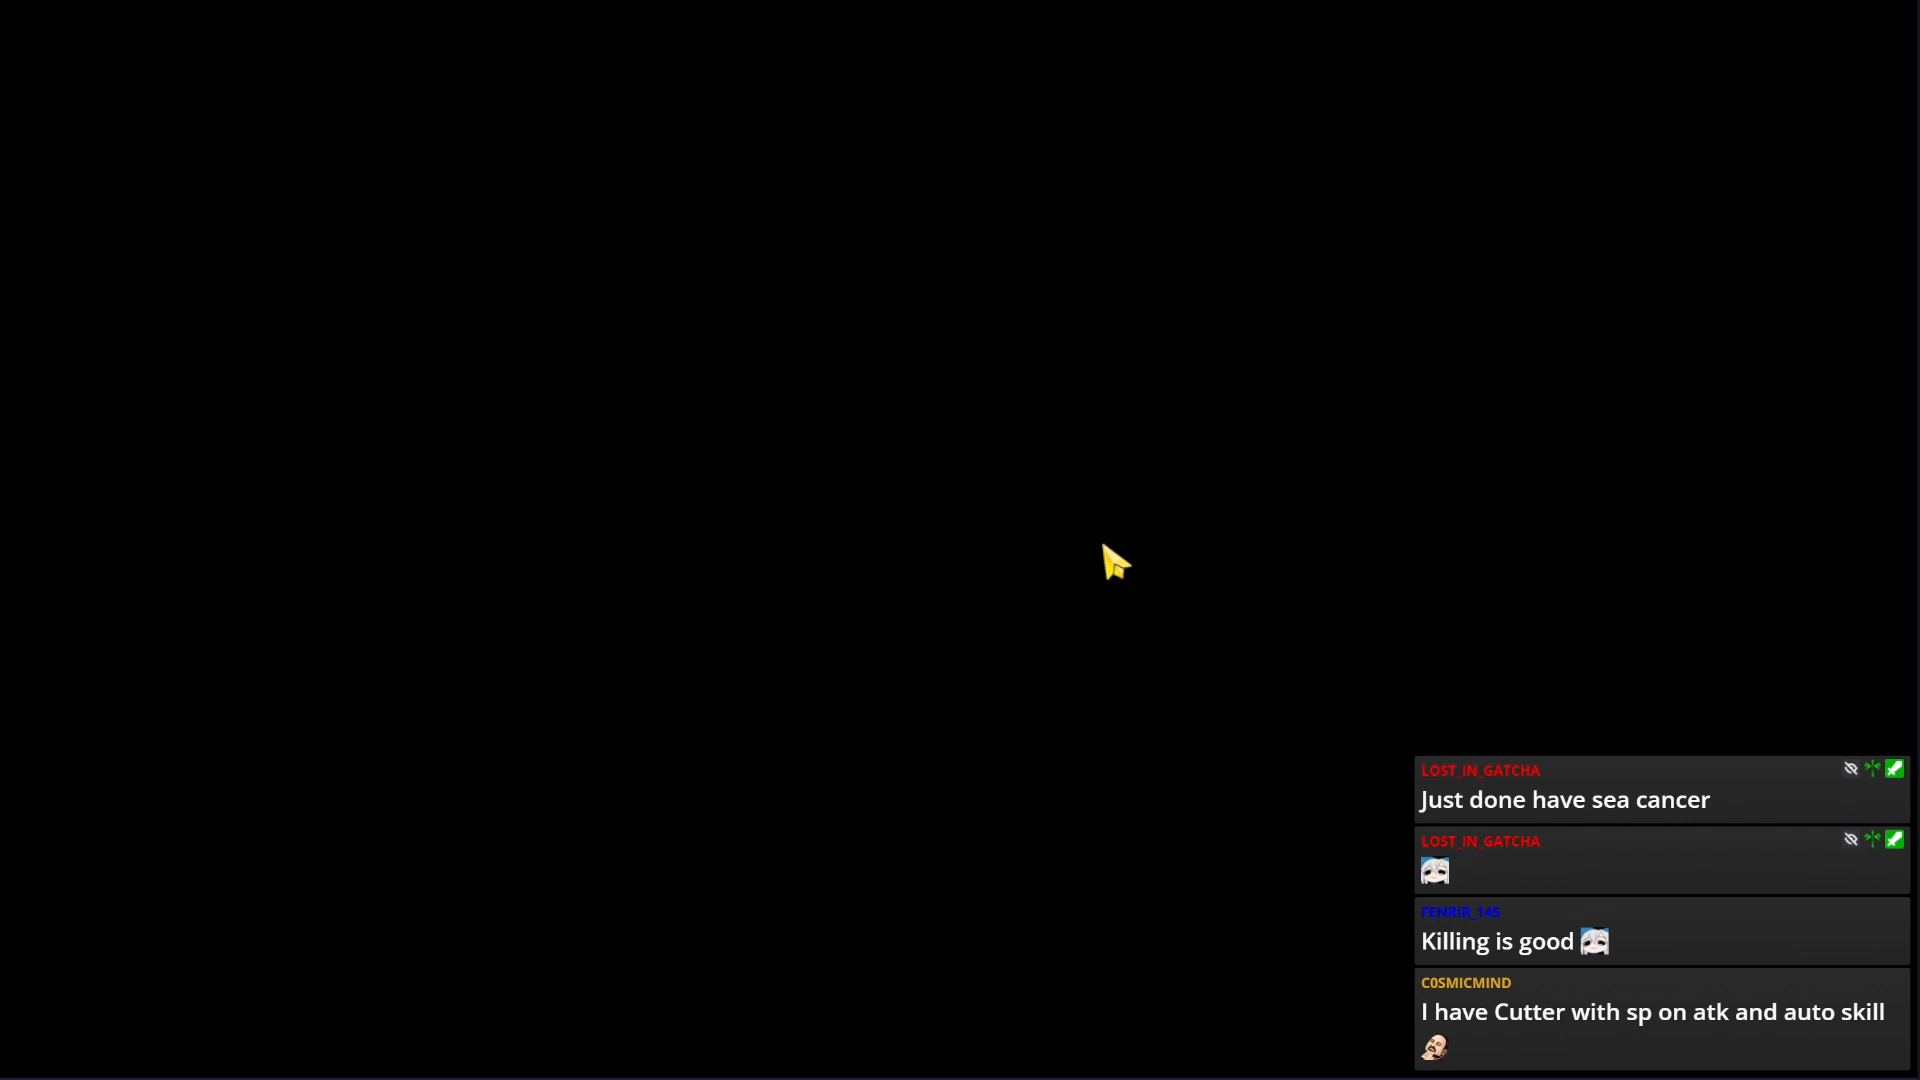 LOST_IN_GATCHA
Just done have sea cancer
LOST_IN_GATCHA
FENRIR_145
Killing is good
C0SMICMIND
I have Cutter with sp on atk and auto skill